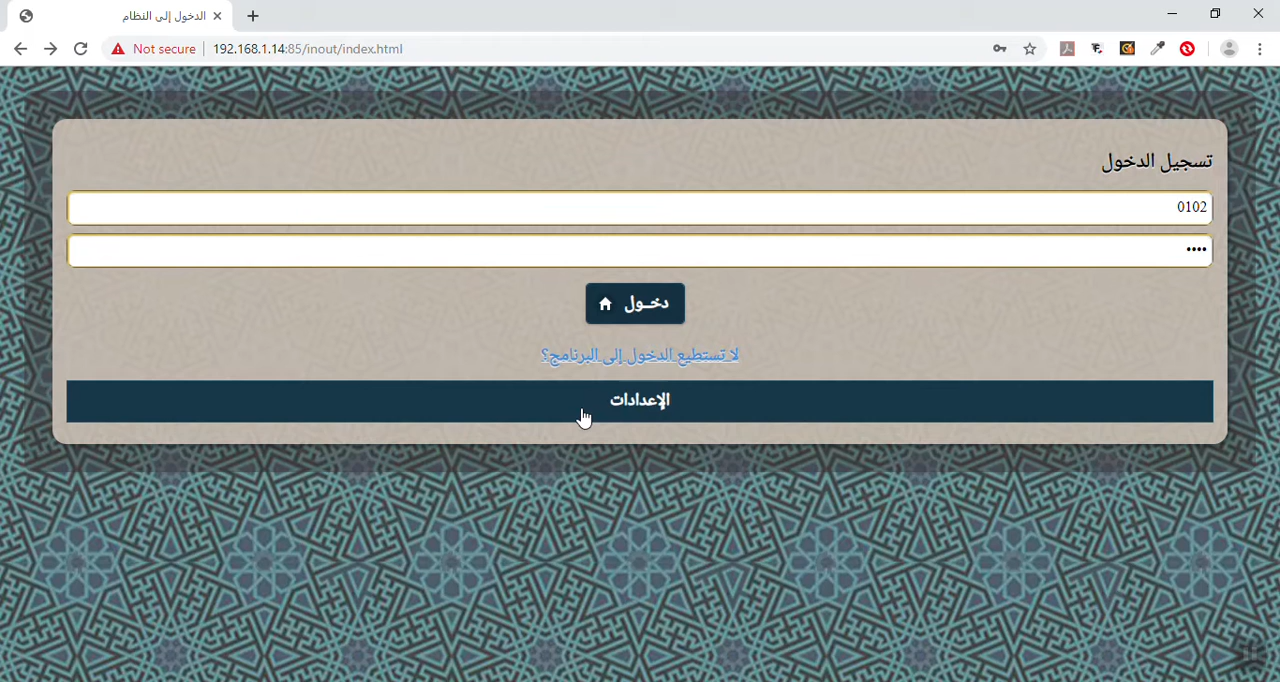 الدخول إلى النظام
Not secure
192.168.1.14:85/inout/index.html
تسجيل الدخول
0102
••••
دخـول
لا تستطيع الدخول إلى البرنامج؟
الإعدادات